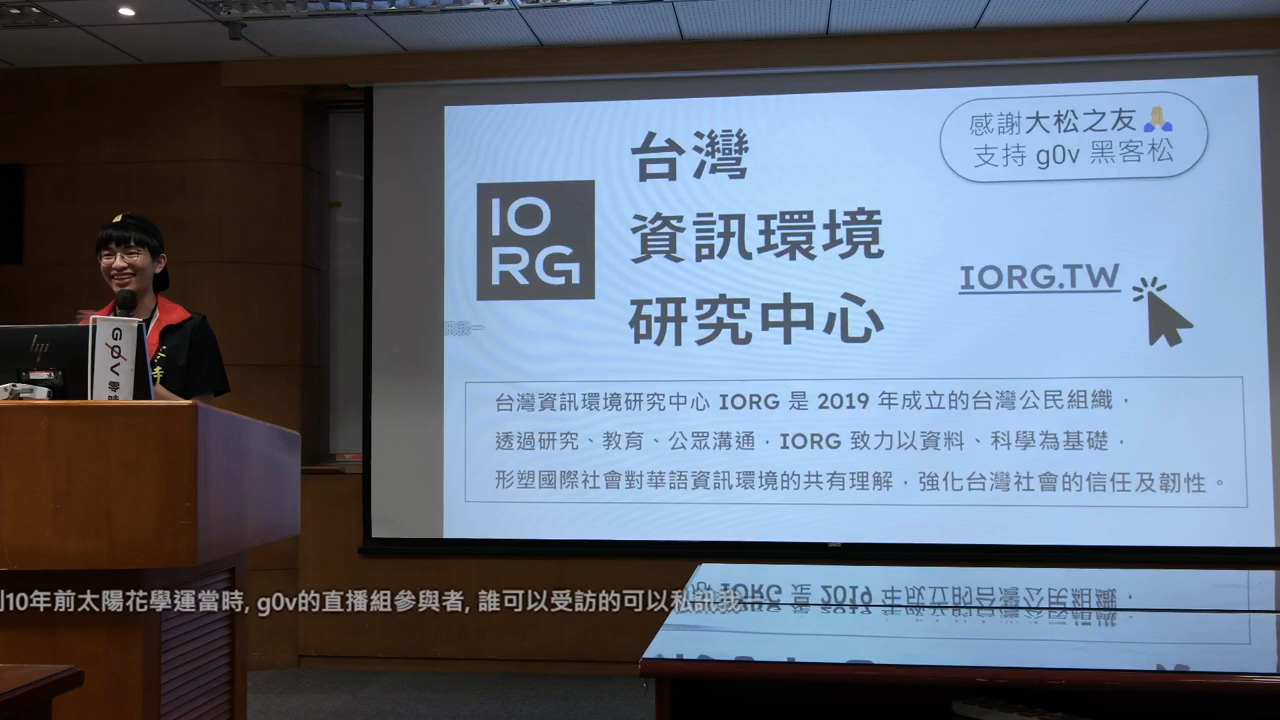 感謝大松之友🙏
支持 g0v 黑客松
IO
RG
台灣
資訊環境
研究中心
IORG.TW
台灣資訊環境研究中心 IORG 是 2019 年成立的台灣公民組織，
透過研究、教育、公眾溝通，IORG 致力以資料、科學為基礎，
形塑國際社會對華語資訊環境的共有理解，強化台灣社會的信任及韌性。
hp
G0V 零時
10年前太陽花學運當時, g0v的直播組參與者, 誰可以受訪的可以私訊我